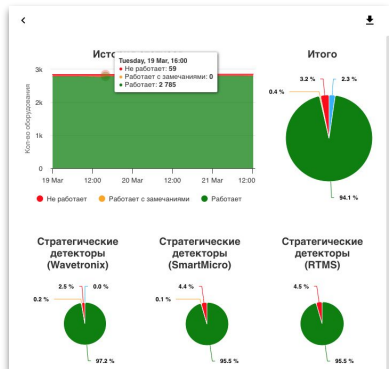 Ист
Tuesday, 19 Mar, 16:00
● Не работает: 59
● Работает с замечаниями: 0
● Работает: 2 785
Кол-во оборудования
3k
2k
1k
0
19 Mar
12:00
20 Mar
12:00
21 Mar
12:00
Не работает
Работает с замечаниями
Работает
Итого
3.2 %
2.3 %
0.4 %
94.1 %
Стратегические
детекторы
(Wavetronix)
2.5 %
0.0 %
0.2 %
97.2 %
Стратегические
детекторы
(SmartMicro)
4.4 %
0.1 %
95.5 %
Стратегические
детекторы
(RTMS)
4.5 %
95.5 %